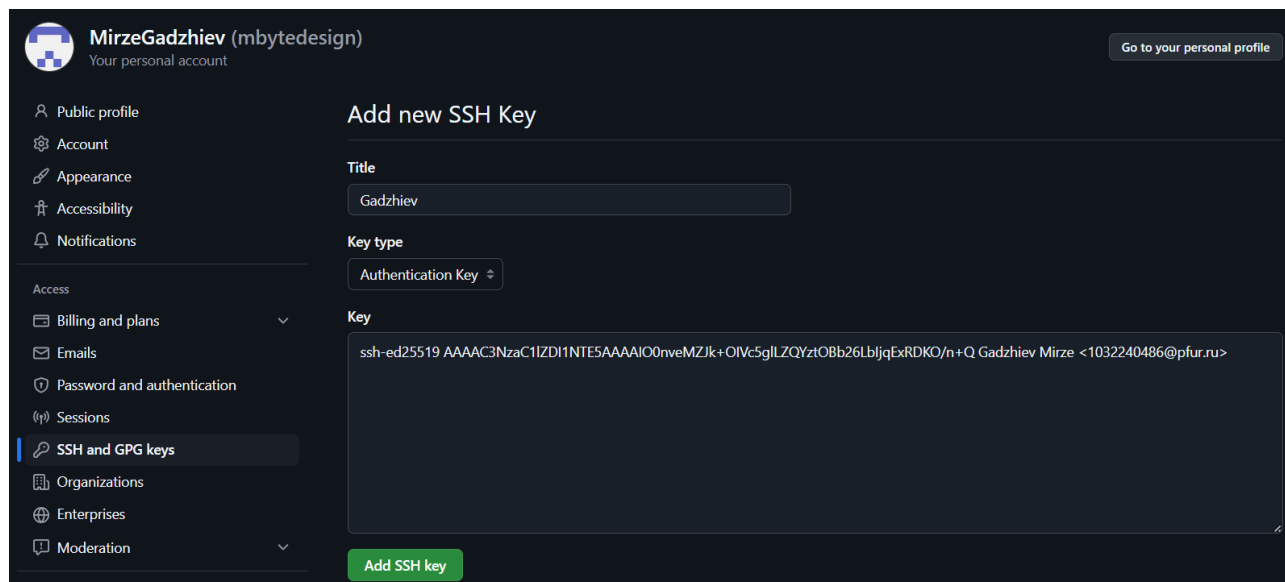 MirzeGadzhiev (mbytedesign)
Your personal account
Go to your personal profile
Public profile
Account
Appearance
Accessibility
Notifications
Access
Billing and plans
Emails
Password and authentication
Sessions
SSH and GPG keys
Organizations
Enterprises
Moderation
Add new SSH Key
Title
Gadzhiev
Key type
Authentication Key
Key
ssh-ed25519 AAAAC3NzaC1lZDI1NTE5AAAAIO0nveMZJk+OIVc5glLZQYztOBb26LbIjqExRDKO/n+Q Gadzhiev Mirze <1032240486@pfur.ru>
Add SSH key